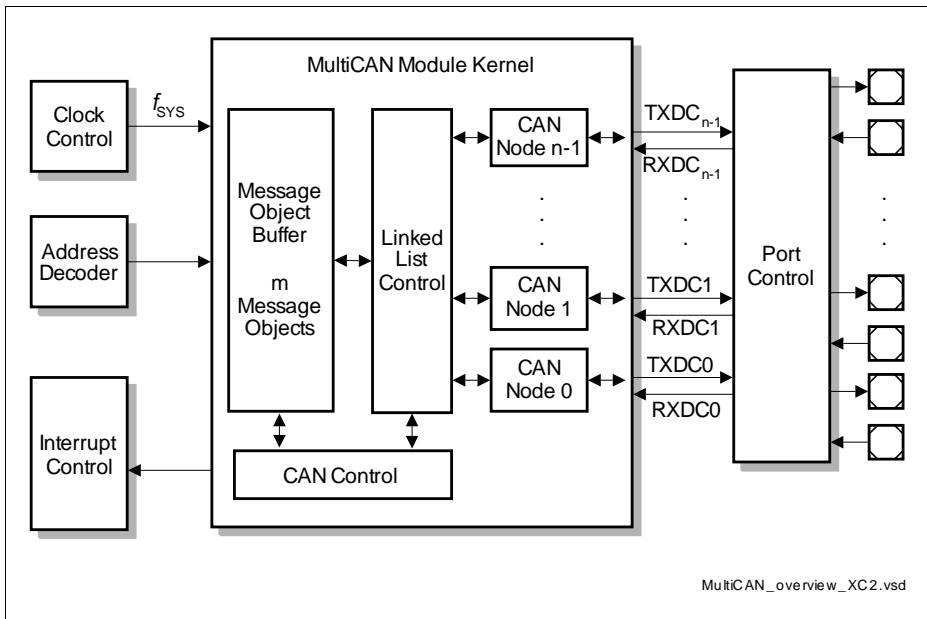 MultiCAN Module Kernel
Clock
Control
fSYS
Address
Decoder
Interrupt
Control
Message
Object
Buffer
m
Message
Objects
Linked
List
Control
CAN Control
CAN
Node n-1
.
.
.
CAN
Node 1
CAN
Node 0
TXDCn-1
RXDCn-1
.
.
.
TXDC1
RXDC1
TXDC0
RXDC0
Port
Control
.
.
.
MultiCAN_overview_XC2.vsd